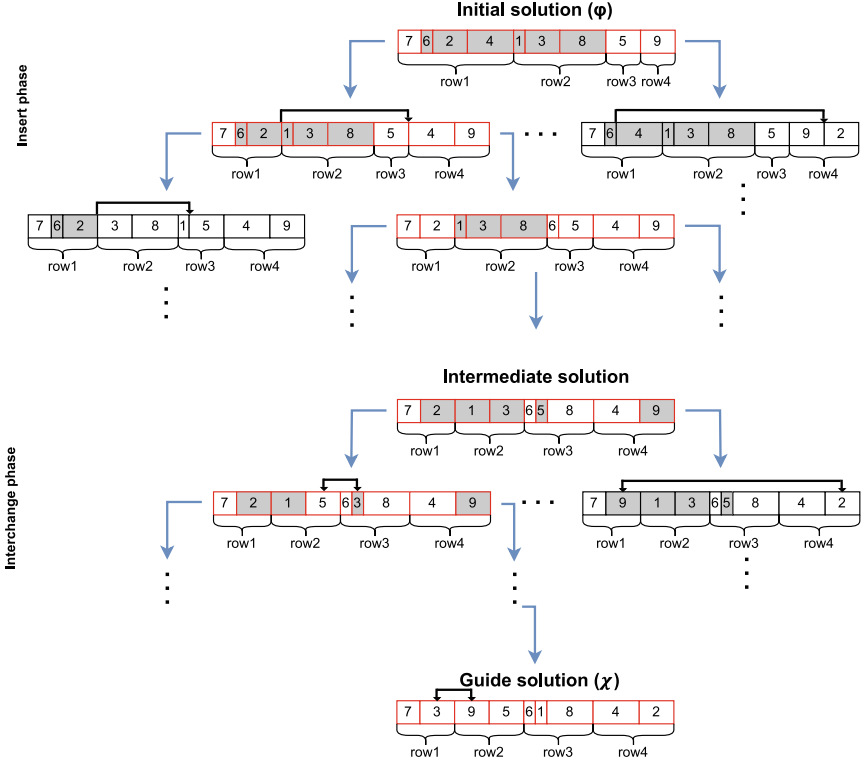 Initial solution (φ)
7 6 2 4 1 3 8 5 9
row1 row2 row3 row4
Insert phase
7 6 2 1 3 8 5 4 9
row1 row2 row3 row4
. . .
7 6 4 1 3 8 5 9 2
row1 row2 row3 row4
7 6 2 3 8 1 5 4 9
row1 row2 row3 row4
7 2 1 3 8 6 5 4 9
row1 row2 row3 row4
Intermediate solution
7 2 1 3 6 5 8 4 9
row1 row2 row3 row4
Interchange phase
7 2 1 5 6 3 8 4 9
row1 row2 row3 row4
. . .
7 9 1 3 6 5 8 4 2
row1 row2 row3 row4
Guide solution (χ)
7 3 9 5 6 1 8 4 2
row1 row2 row3 row4